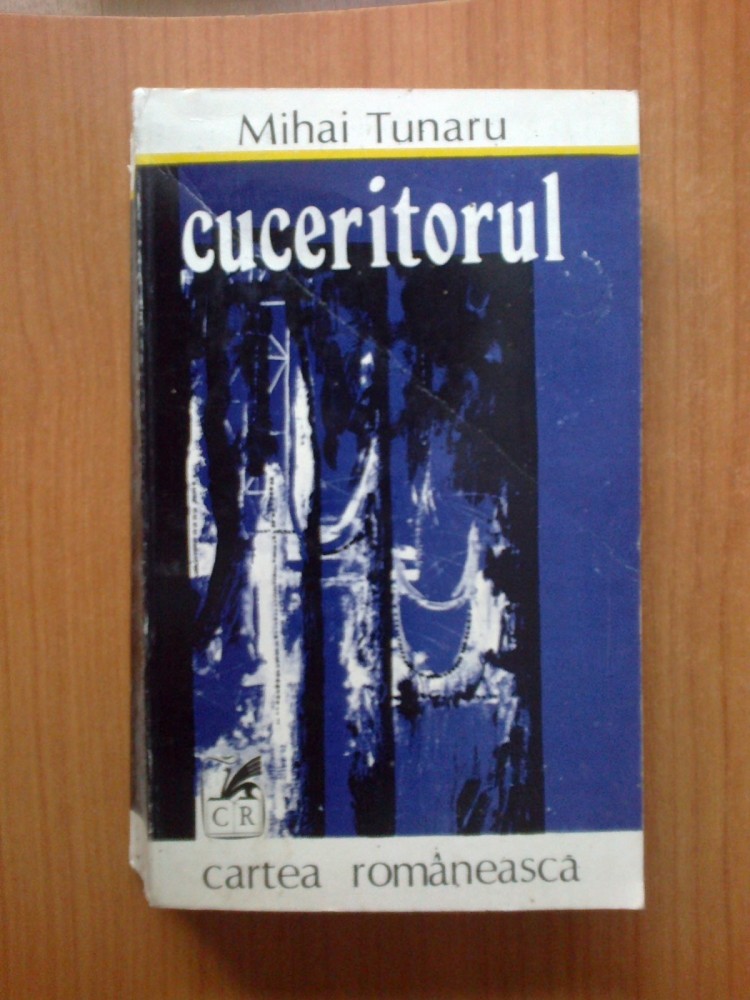 Mihai Tunaru
cuceritorul
C R
cartea românească